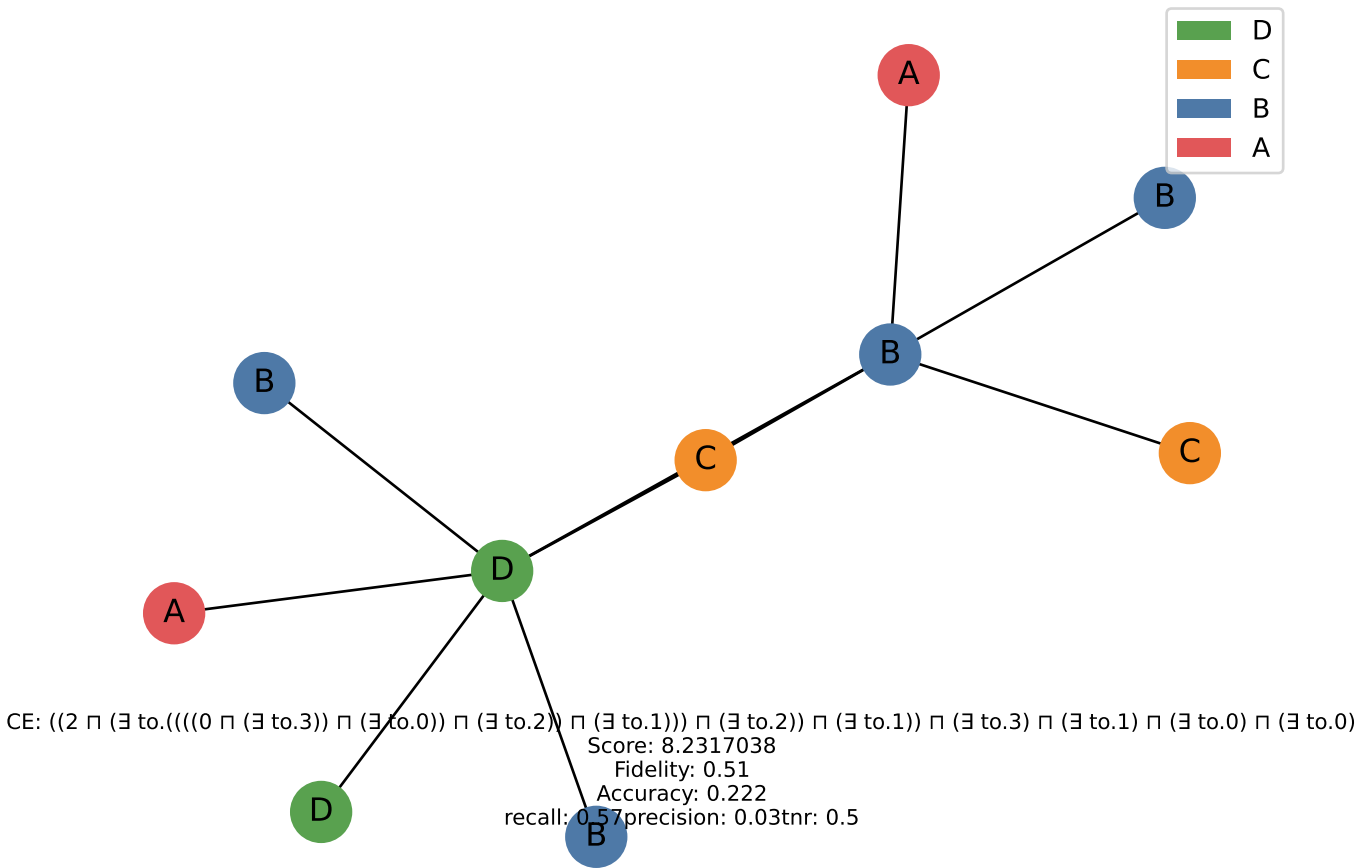 D
C
B
A
A
B
B
B
C
C
D
A
CE: ((2 ⊓ (∃ to.((((0 ⊓ (∃ to.3)) ⊓ (∃ to.0)) ⊓ (∃ to.2)) ⊓ (∃ to.1))) ⊓ (∃ to.2)) ⊓ (∃ to.1)) ⊓ (∃ to.3) ⊓ (∃ to.1) ⊓ (∃ to.0) ⊓ (∃ to.0)
Score: 8.2317038
Fidelity: 0.51
Accuracy: 0.222
recall: 0.57precision: 0.03tnr: 0.5
D
B